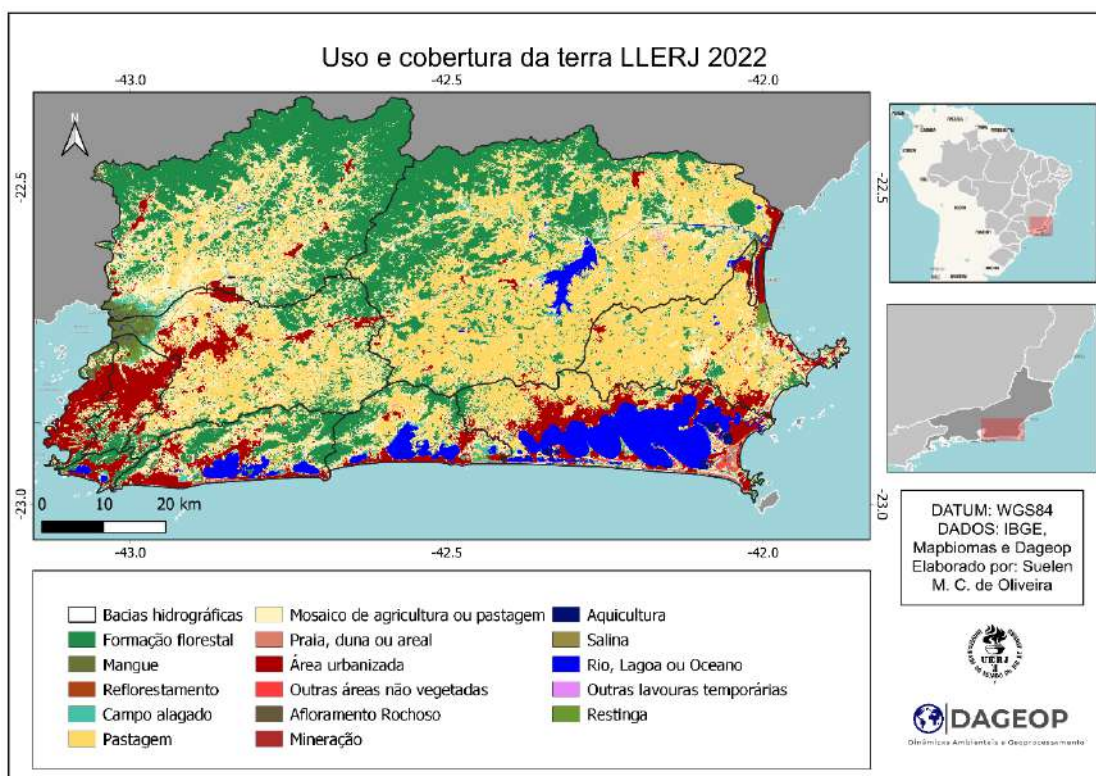 Uso e cobertura da terra LLERJ 2022
-43.0 -42.5 -42.0
N
-22.5 -22.5
-23.0 -23.0
0 10 20 km
-43.0 -42.5 -42.0
DATUM: WGS84
DADOS: IBGE,
Mapbiomas e Dageop
Elaborado por: Suelen
M. C. de Oliveira
Bacias hidrográficas
Formação florestal
Mangue
Reflorestamento
Campo alagado
Pastagem
Mosaico de agricultura ou pastagem
Praia, duna ou areal
Área urbanizada
Outras áreas não vegetadas
Afloramento Rochoso
Mineração
Aquicultura
Salina
Rio, Lagoa ou Oceano
Outras lavouras temporárias
Restinga
UERJ
DAGEOP
Dinâmicas Ambientais e Geoprocessamento